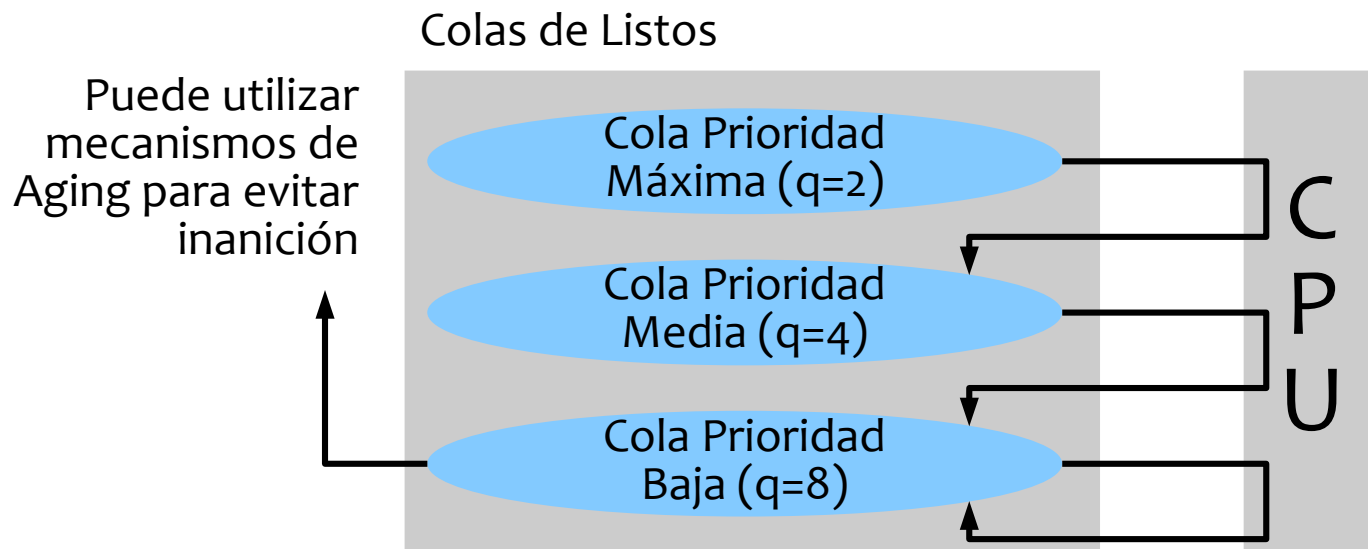 Colas de Listos
Puede utilizar
mecanismos de
Aging para evitar
inanición
Cola Prioridad
Máxima (q=2)
Cola Prioridad
Media (q=4)
Cola Prioridad
Baja (q=8)
C
P
U